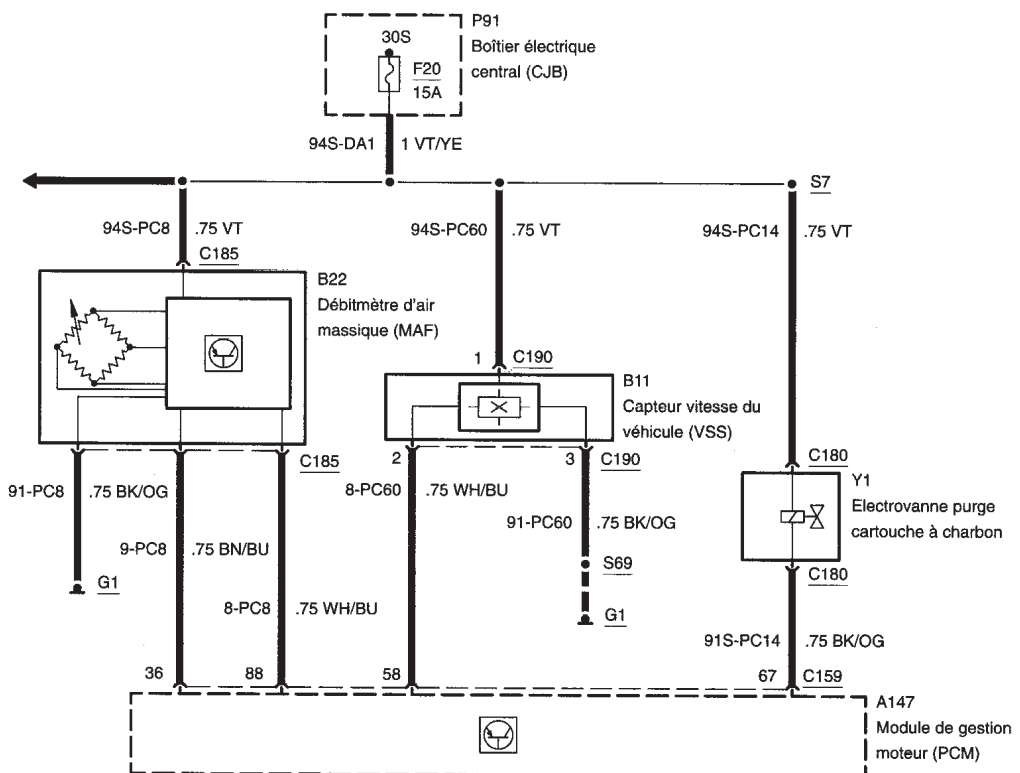 P91
Boîtier électrique
central (CJB)
30S
F20
15A
94S-DA1 1 VT/YE
S7
94S-PC8 .75 VT
94S-PC60 .75 VT
94S-PC14 .75 VT
C185
B22
Débitmètre d'air
massique (MAF)
1 C190
B11
Capteur vitesse du
véhicule (VSS)
C185
2
3 C190
C180
Y1
Electrovanne purge
cartouche à charbon
C180
91-PC8 .75 BK/OG
8-PC60 .75 WH/BU
91-PC60 .75 BK/OG
9-PC8 .75 BN/BU
S69
G1
8-PC8 .75 WH/BU
G1
91S-PC14 .75 BK/OG
36
88
58
67 C159
A147
Module de gestion
moteur (PCM)